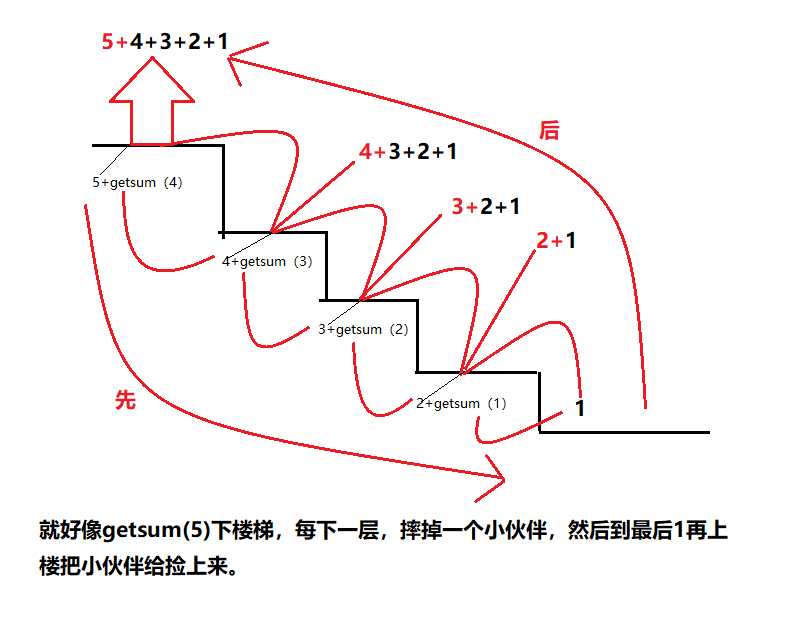 5+4+3+2+1
后
4+3+2+1
5+getsum（4）
3+2+1
2+1
4+getsum（3）
3+getsum（2）
先
2+getsum（1）
1
就好像getsum(5)下楼梯，每下一层，摔掉一个小伙伴，然后到最后1再上
楼把小伙伴给捡上来。